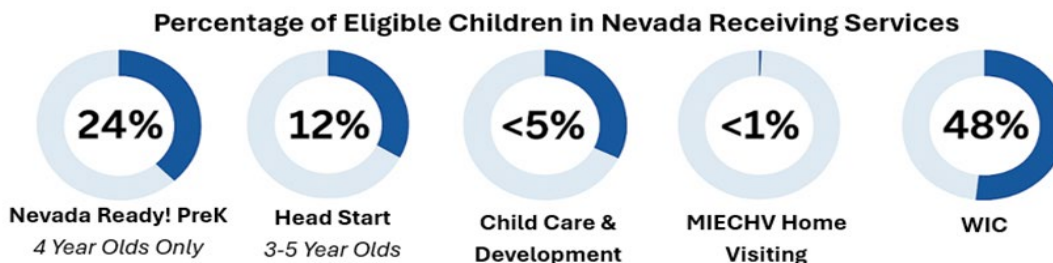 Percentage of Eligible Children in Nevada Receiving Services
24%
12%
<5%
<1%
48%
Nevada Ready! PreK
4 Year Olds Only
Head Start
3-5 Year Olds
Child Care &
Development
MIECHV Home
Visiting
WIC